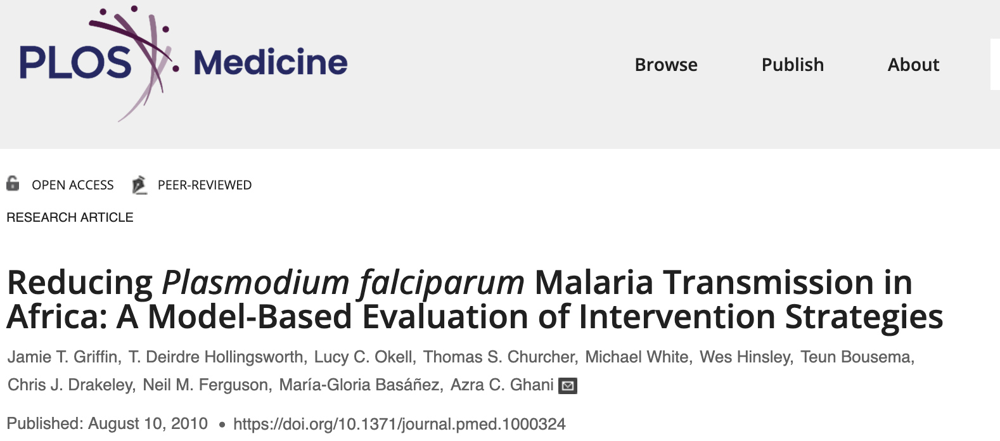 PLOS Medicine
Browse Publish About
OPEN ACCESS PEER-REVIEWED
RESEARCH ARTICLE
Reducing Plasmodium falciparum Malaria Transmission in
Africa: A Model-Based Evaluation of Intervention Strategies
Jamie T. Griffin, T. Deirdre Hollingsworth, Lucy C. Okell, Thomas S. Churcher, Michael White, Wes Hinsley, Teun Bousema,
Chris J. Drakeley, Neil M. Ferguson, María-Gloria Basáñez, Azra C. Ghani
Published: August 10, 2010 • https://doi.org/10.1371/journal.pmed.1000324